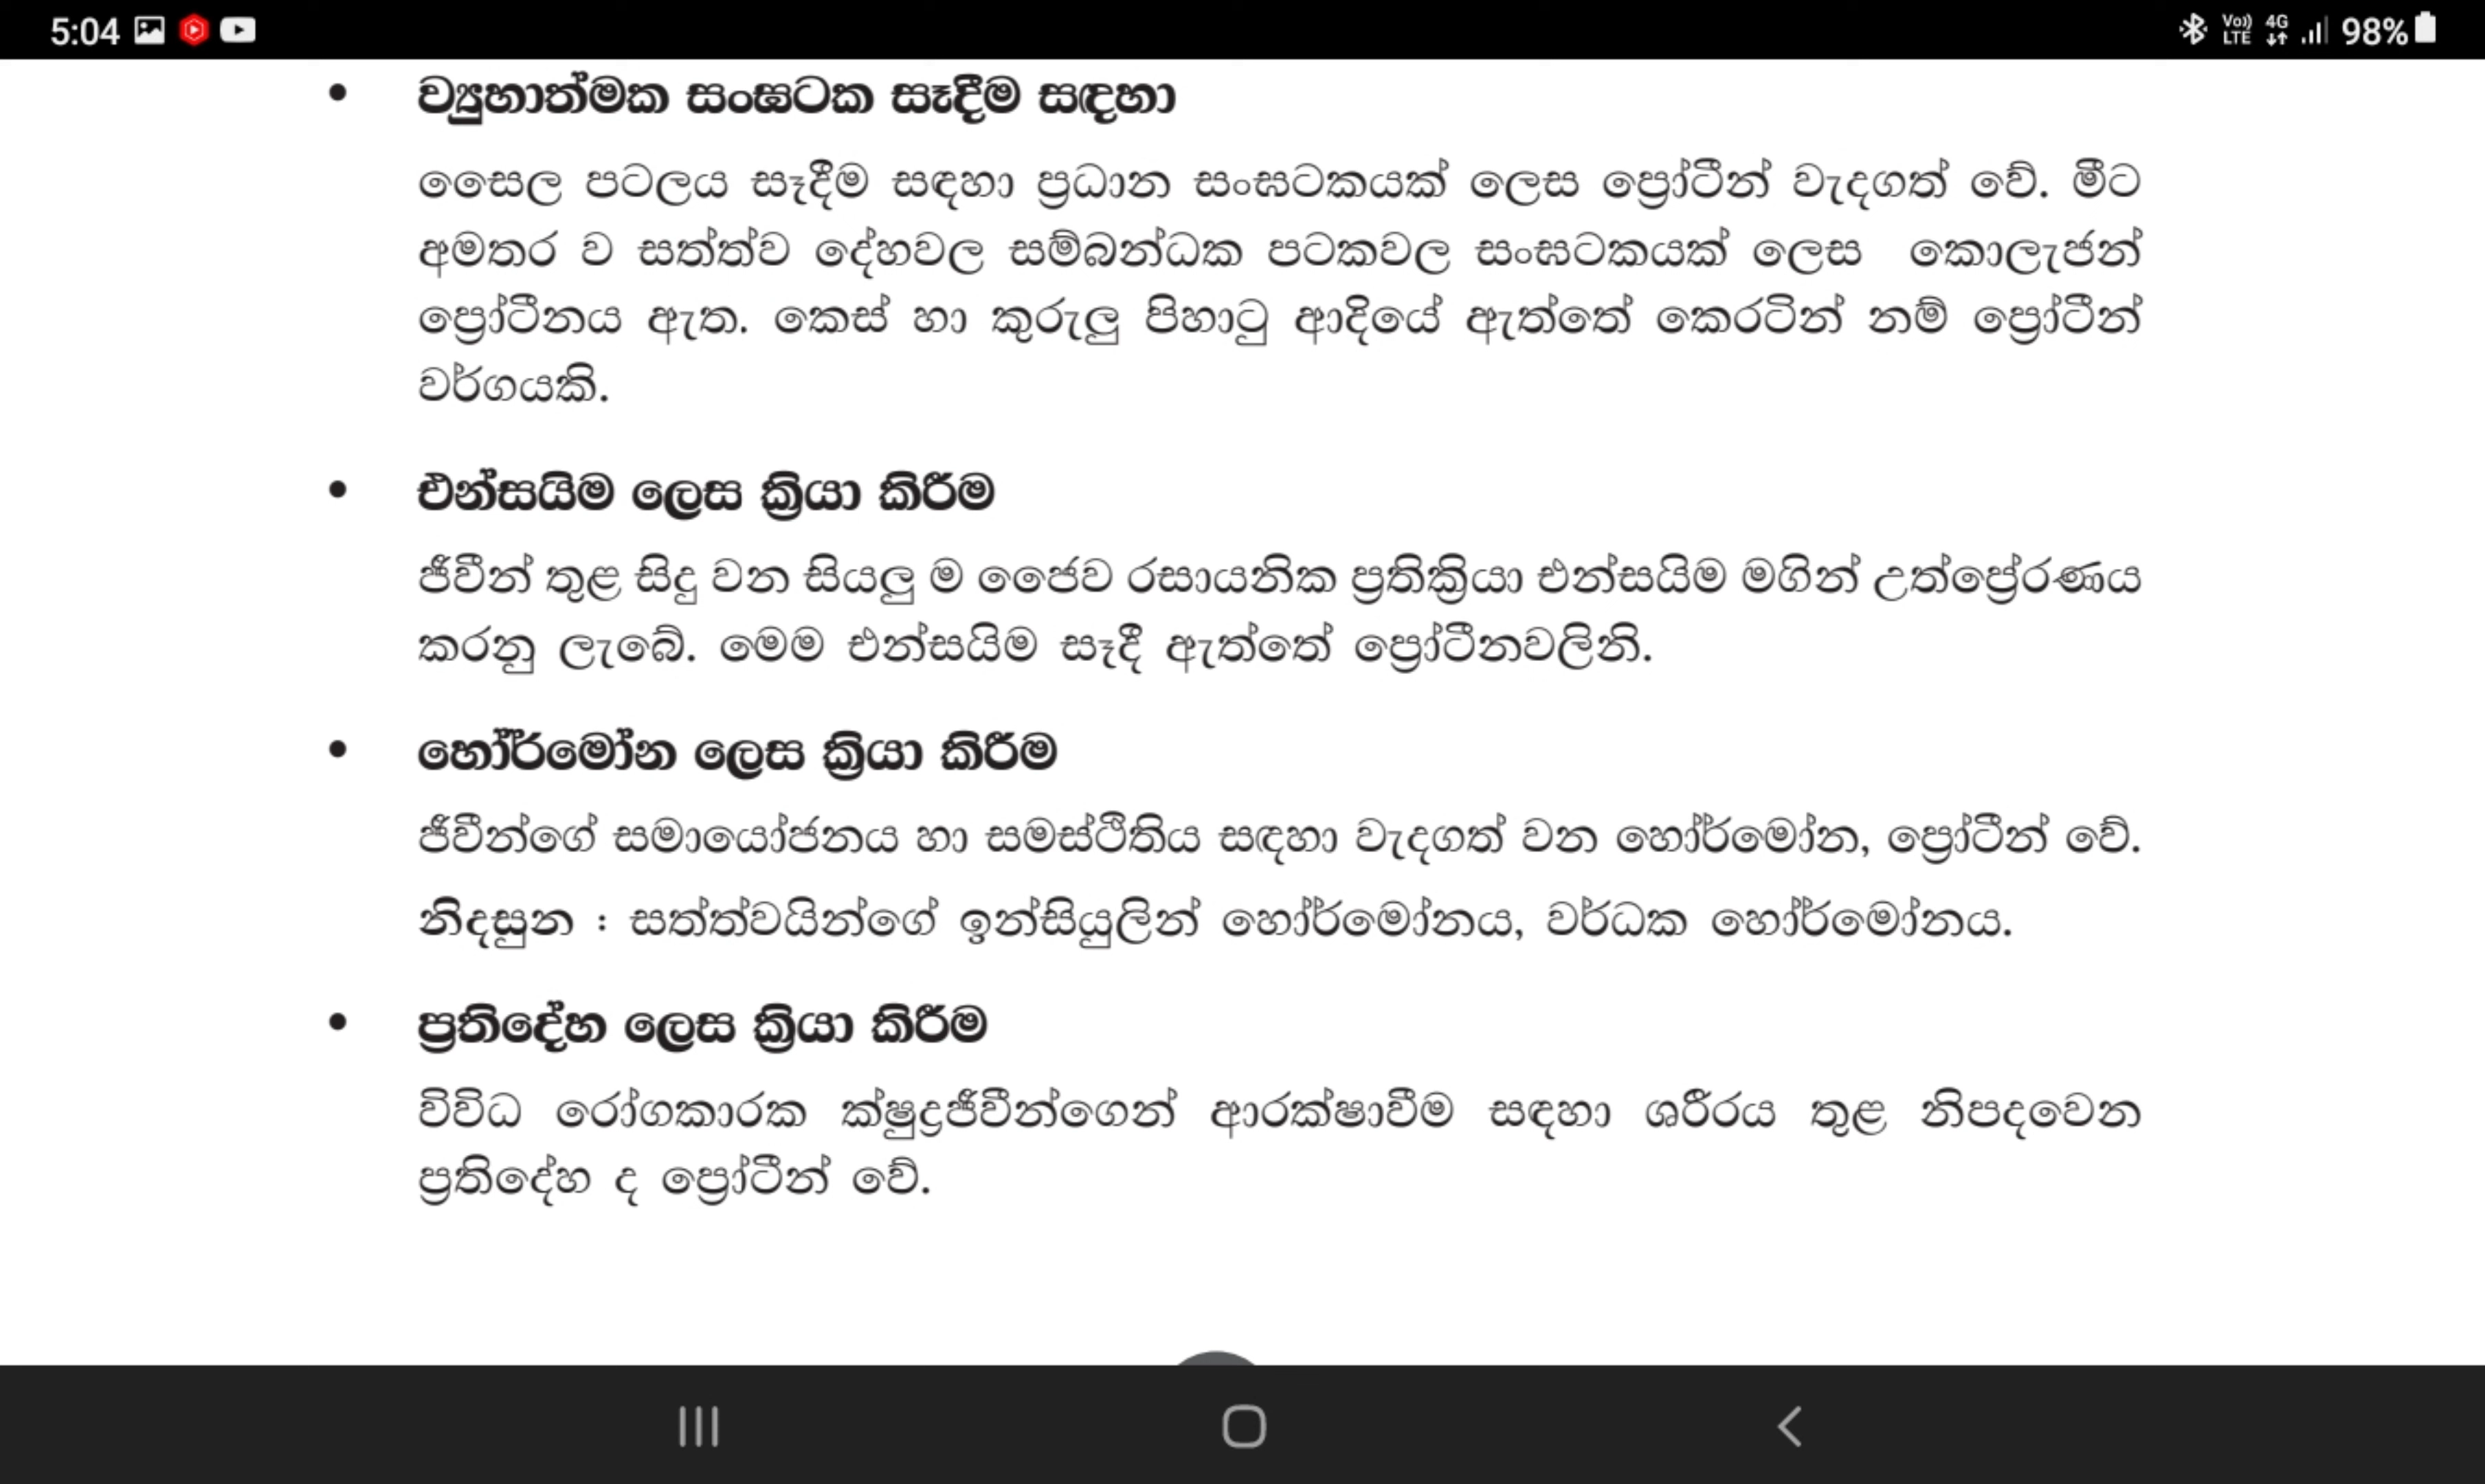 5:04
Vo)) LTE 4G 98%
• ව්‍යුහාත්මක සංඝටක සෑදීම සඳහා
සෛල පටලය සෑදීම සඳහා ප්‍රධාන සංඝටකයක් ලෙස ප්‍රෝටීන් වැදගත් වේ. මීට
අමතර ව සත්ත්ව දේහවල සම්බන්ධක පටකවල සංඝටකයක් ලෙස කොලැජන්
ප්‍රෝටීනය ඇත. කෙස් හා කුරුලු පිහාටු ආදියේ ඇත්තේ කෙරටින් නම් ප්‍රෝටීන්
වර්ගයකි.
• එන්සයිම ලෙස ක්‍රියා කිරීම
ජීවීන් තුළ සිදු වන සියලු ම ජෛව රසායනික ප්‍රතික්‍රියා එන්සයිම මගින් උත්ප්‍රේරණය
කරනු ලැබේ. මෙම එන්සයිම සෑදී ඇත්තේ ප්‍රෝටීනවලිනි.
• හෝර්මෝන ලෙස ක්‍රියා කිරීම
ජීවීන්ගේ සමායෝජනය හා සමස්ථිතිය සඳහා වැදගත් වන හෝර්මෝන, ප්‍රෝටීන් වේ.
නිදසුන : සත්ත්වයින්ගේ ඉන්සියුලින් හෝර්මෝනය, වර්ධක හෝර්මෝනය.
• ප්‍රතිදේහ ලෙස ක්‍රියා කිරීම
විවිධ රෝගකාරක ක්ෂුද්‍රජීවීන්ගෙන් ආරක්ෂාවීම සඳහා ශරීරය තුළ නිපදවෙන
ප්‍රතිදේහ ද ප්‍රෝටීන් වේ.